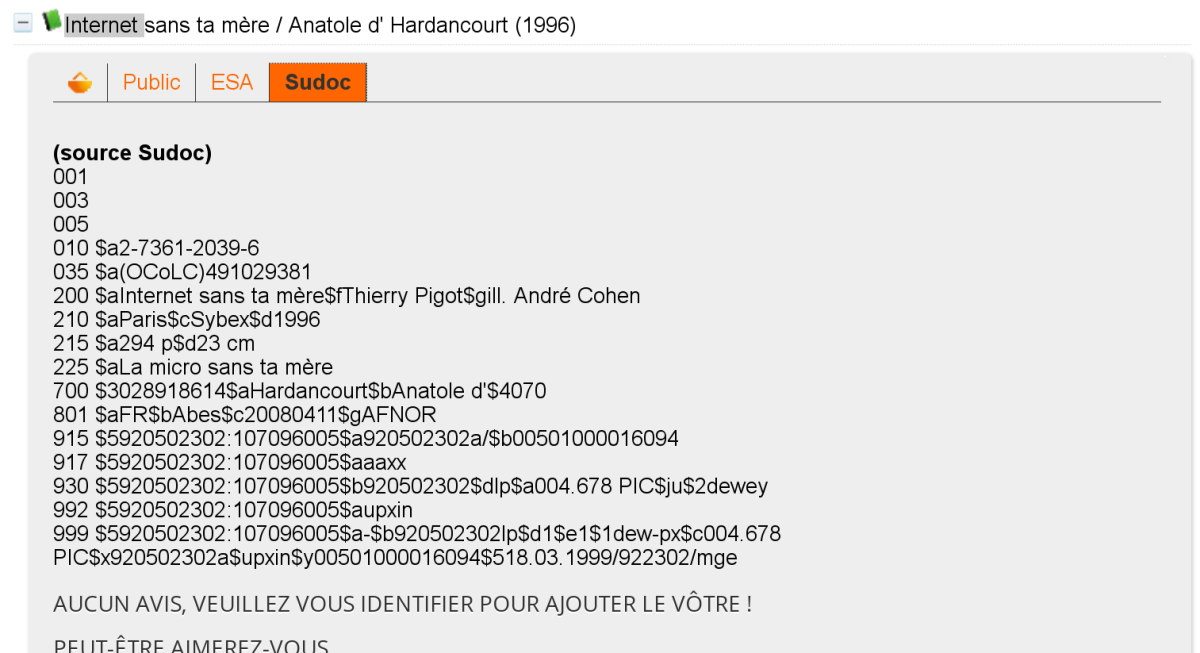 Internet sans ta mère / Anatole d' Hardancourt (1996)
Public ESA Sudoc
(source Sudoc)
001
003
005
010 $a2-7361-2039-6
035 $a(OCoLC)491029381
200 $aInternet sans ta mère$fThierry Pigot$gill. André Cohen
210 $aParis$cSybex$d1996
215 $a294 p$d23 cm
225 $aLa micro sans ta mère
700 $3028918614$aHardancourt$bAnatole d'$4070
801 $aFR$bAbes$c20080411$gAFNOR
915 $5920502302:107096005$a920502302a/$b00501000016094
917 $5920502302:107096005$aaaxx
930 $5920502302:107096005$b920502302$dlp$a004.678 PIC$ju$2dewey
992 $5920502302:107096005$aupxin
999 $5920502302:107096005$a-$b920502302lp$d1$e1$1dew-px$c004.678
PIC$x920502302a$upxin$y00501000016094$518.03.1999/922302/mge
AUCUN AVIS, VEUILLEZ VOUS IDENTIFIER POUR AJOUTER LE VÔTRE !
PEUT-ÊTRE AIMEREZ-VOUS